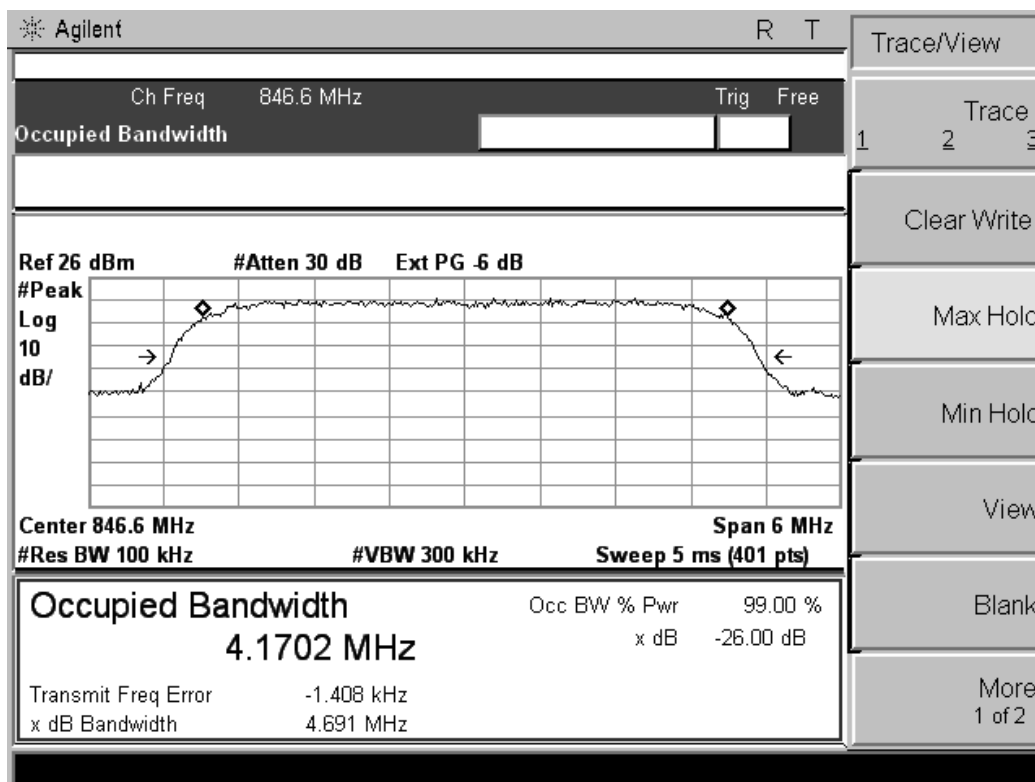 Agilent R T
Ch Freq 846.6 MHz Trig Free
Occupied Bandwidth
Ref 26 dBm #Atten 30 dB Ext PG -6 dB
#Peak
Log
10
dB/
Center 846.6 MHz Span 6 MHz
#Res BW 100 kHz #VBW 300 kHz Sweep 5 ms (401 pts)
Occupied Bandwidth Occ BW % Pwr 99.00 %
4.1702 MHz x dB -26.00 dB
Transmit Freq Error -1.408 kHz
x dB Bandwidth 4.691 MHz
Trace/View
Trace
1 2 3
Clear Write
Max Hold
Min Hold
View
Blank
More
1 of 2